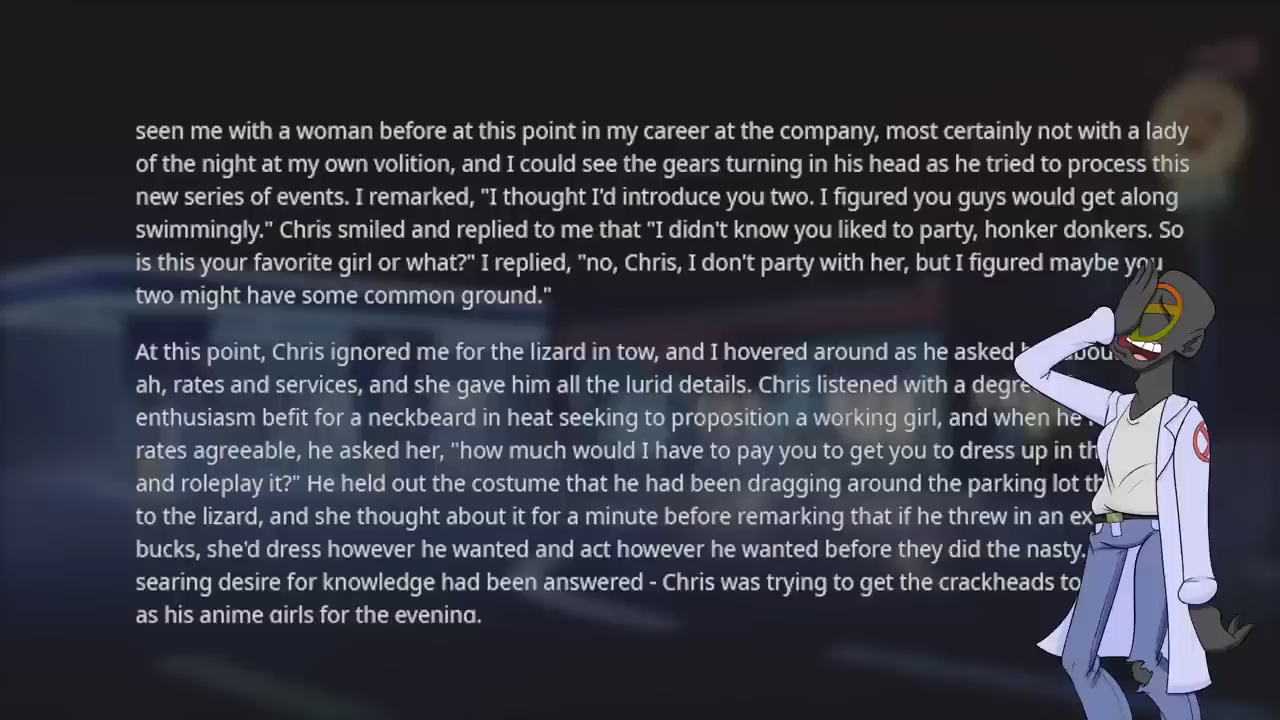 seen me with a woman before at this point in my career at the company, most certainly not with a lady
of the night at my own volition, and I could see the gears turning in his head as he tried to process this
new series of events. I remarked, "I thought I'd introduce you two. I figured you guys would get along
swimmingly." Chris smiled and replied to me that "I didn't know you liked to party, honker donkers. So
is this your favorite girl or what?" I replied, "no, Chris, I don't party with her, but I figured maybe you
two might have some common ground."
At this point, Chris ignored me for the lizard in tow, and I hovered around as he asked
ah, rates and services, and she gave him all the lurid details. Chris listened with a
enthusiasm befit for a neckbeard in heat seeking to proposition a working girl, and when he
rates agreeable, he asked her, "how much would I have to pay you to get you to dress up in
and roleplay it?" He held out the costume that he had been dragging around the parking lot
to the lizard, and she thought about it for a minute before remarking that if he threw in an
bucks, she'd dress however he wanted and act however he wanted before they did the nasty.
searing desire for knowledge had been answered - Chris was trying to get the crackheads to
as his anime girls for the evening.